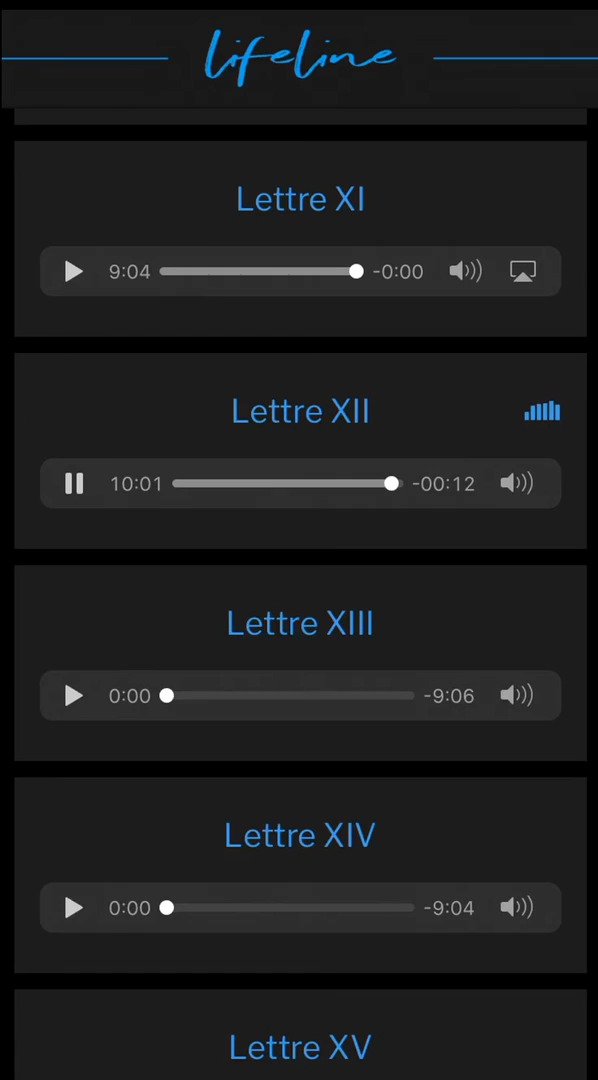 lifeline
Lettre XI
9:04 -0:00
Lettre XII
10:01 -00:12
Lettre XIII
0:00 -9:06
Lettre XIV
0:00 -9:04
Lettre XV